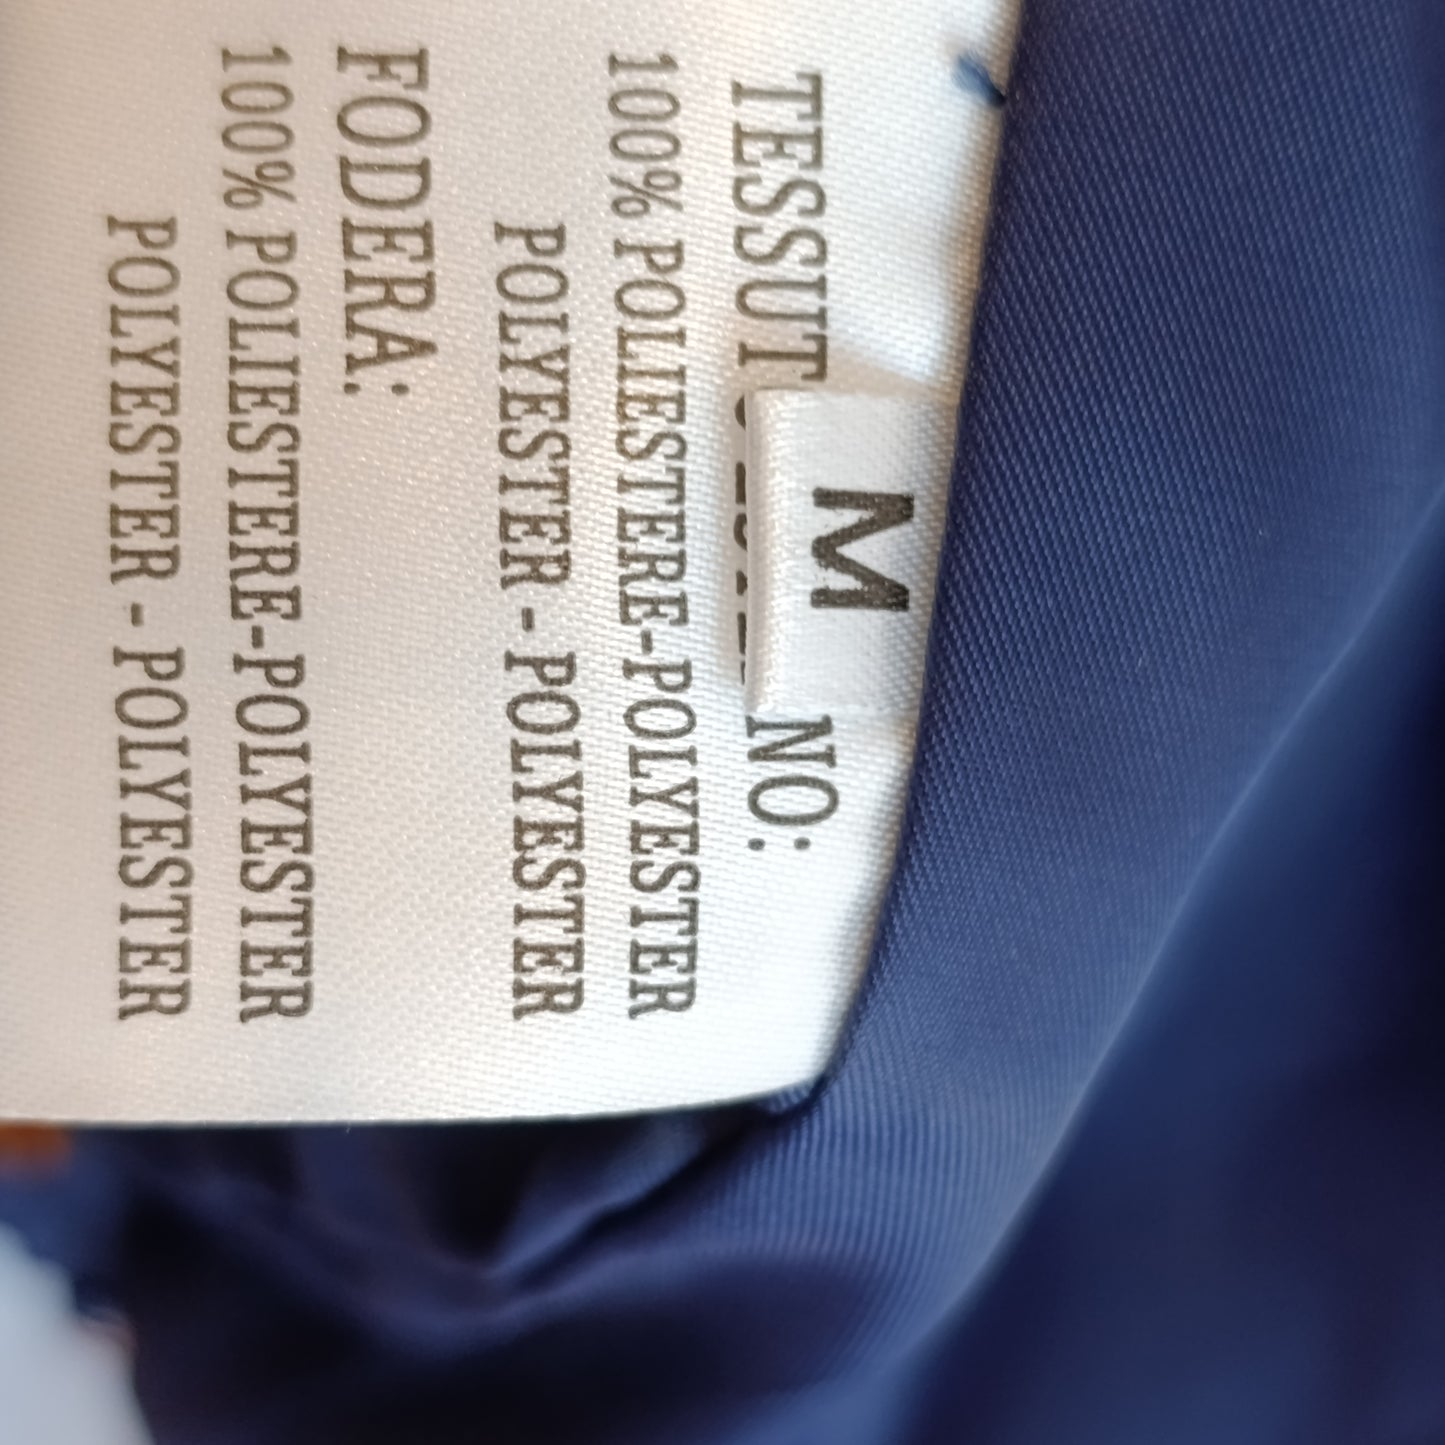 M
TESSUT NO:
100% POLIESTERE-POLYESTER
POLYESTER - POLYESTER
FODERA:
100% POLIESTERE-POLYESTER
POLYESTER - POLYESTER